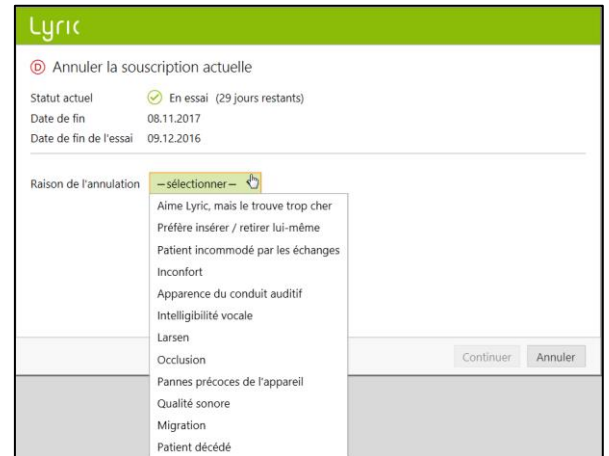 Lyric
D Annuler la souscription actuelle
Statut actuel En essai (29 jours restants)
Date de fin 08.11.2017
Date de fin de l'essai 09.12.2016
Raison de l'annulation —sélectionner—
Aime Lyric, mais le trouve trop cher
Préfère insérer / retirer lui-même
Patient incommodé par les échanges
Inconfort
Apparence du conduit auditif
Intelligibilité vocale
Larsen
Occlusion
Continuer Annuler
Pannes précoces de l'appareil
Qualité sonore
Migration
Patient décédé